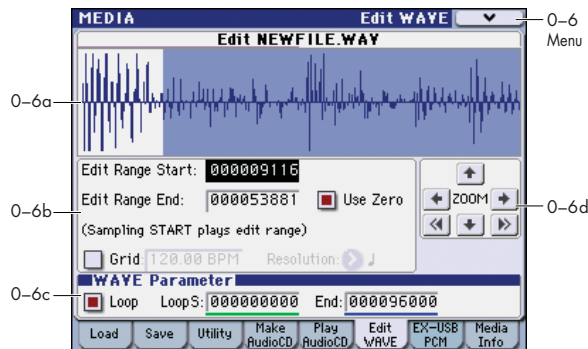 MEDIA Edit WAVE
0–6
Menu
Edit NEWFILE.WAV
0–6a
Edit Range Start: 000009116
Edit Range End: 000053881 Use Zero
(Sampling START plays edit range)
Grid 120.00 BPM Resolution: ♩
ZOOM
0–6b
0–6d
WAVE Parameter
0–6c
Loop LoopS: 000000000 End: 000096000
Load Save Utility Make AudioCD Play AudioCD Edit WAVE EX-USB PCM Media Info